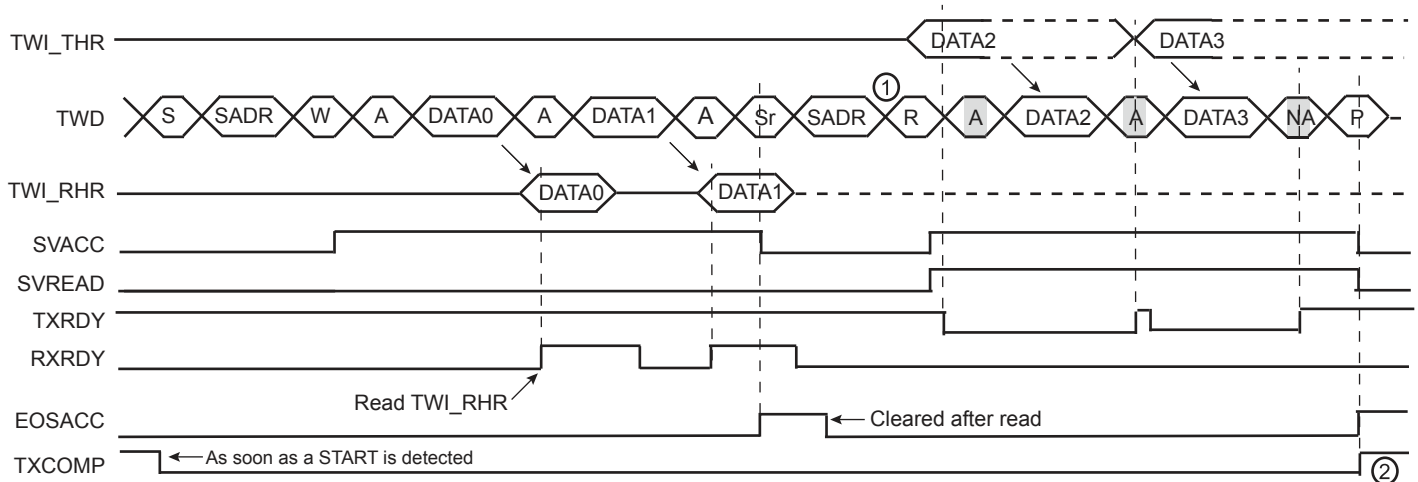 TWI_THR DATA2 DATA3
①
TWD S SADR W A DATA0 A DATA1 A Sr SADR R A DATA2 A DATA3 NA P
TWI_RHR DATA0 DATA1
SVACC
SVREAD
TXRDY
RXRDY
Read TWI_RHR
EOSACC Cleared after read
TXCOMP As soon as a START is detected ②